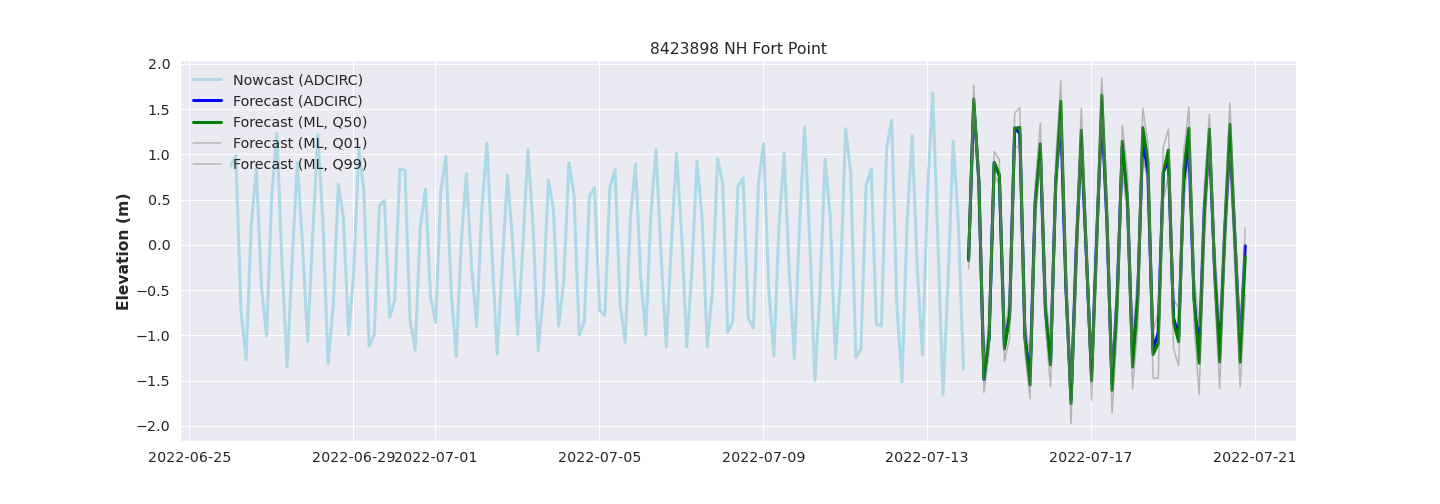 8423898 NH Fort Point
Elevation (m)
2.0
1.5
1.0
0.5
0.0
−0.5
−1.0
−1.5
−2.0
Nowcast (ADCIRC)
Forecast (ADCIRC)
Forecast (ML, Q50)
Forecast (ML, Q01)
Forecast (ML, Q99)
2022-06-25 2022-06-29 2022-07-01 2022-07-05 2022-07-09 2022-07-13 2022-07-17 2022-07-21